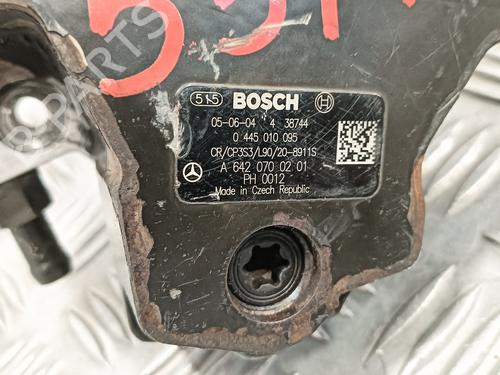 515 BOSCH
05-06-04 4 38744
0 445 010 095
CR/CP3S3/L90/20-8911S
A 642 070 02 01
PH 0012
Made in Czech Republic